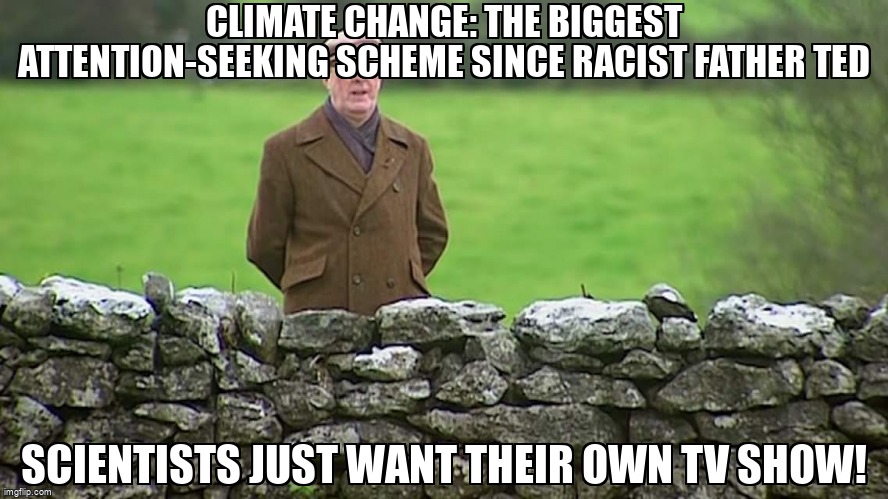 CLIMATE CHANGE: THE BIGGEST
ATTENTION-SEEKING SCHEME SINCE RACIST FATHER TED
SCIENTISTS JUST WANT THEIR OWN TV SHOW!
imgflip.com